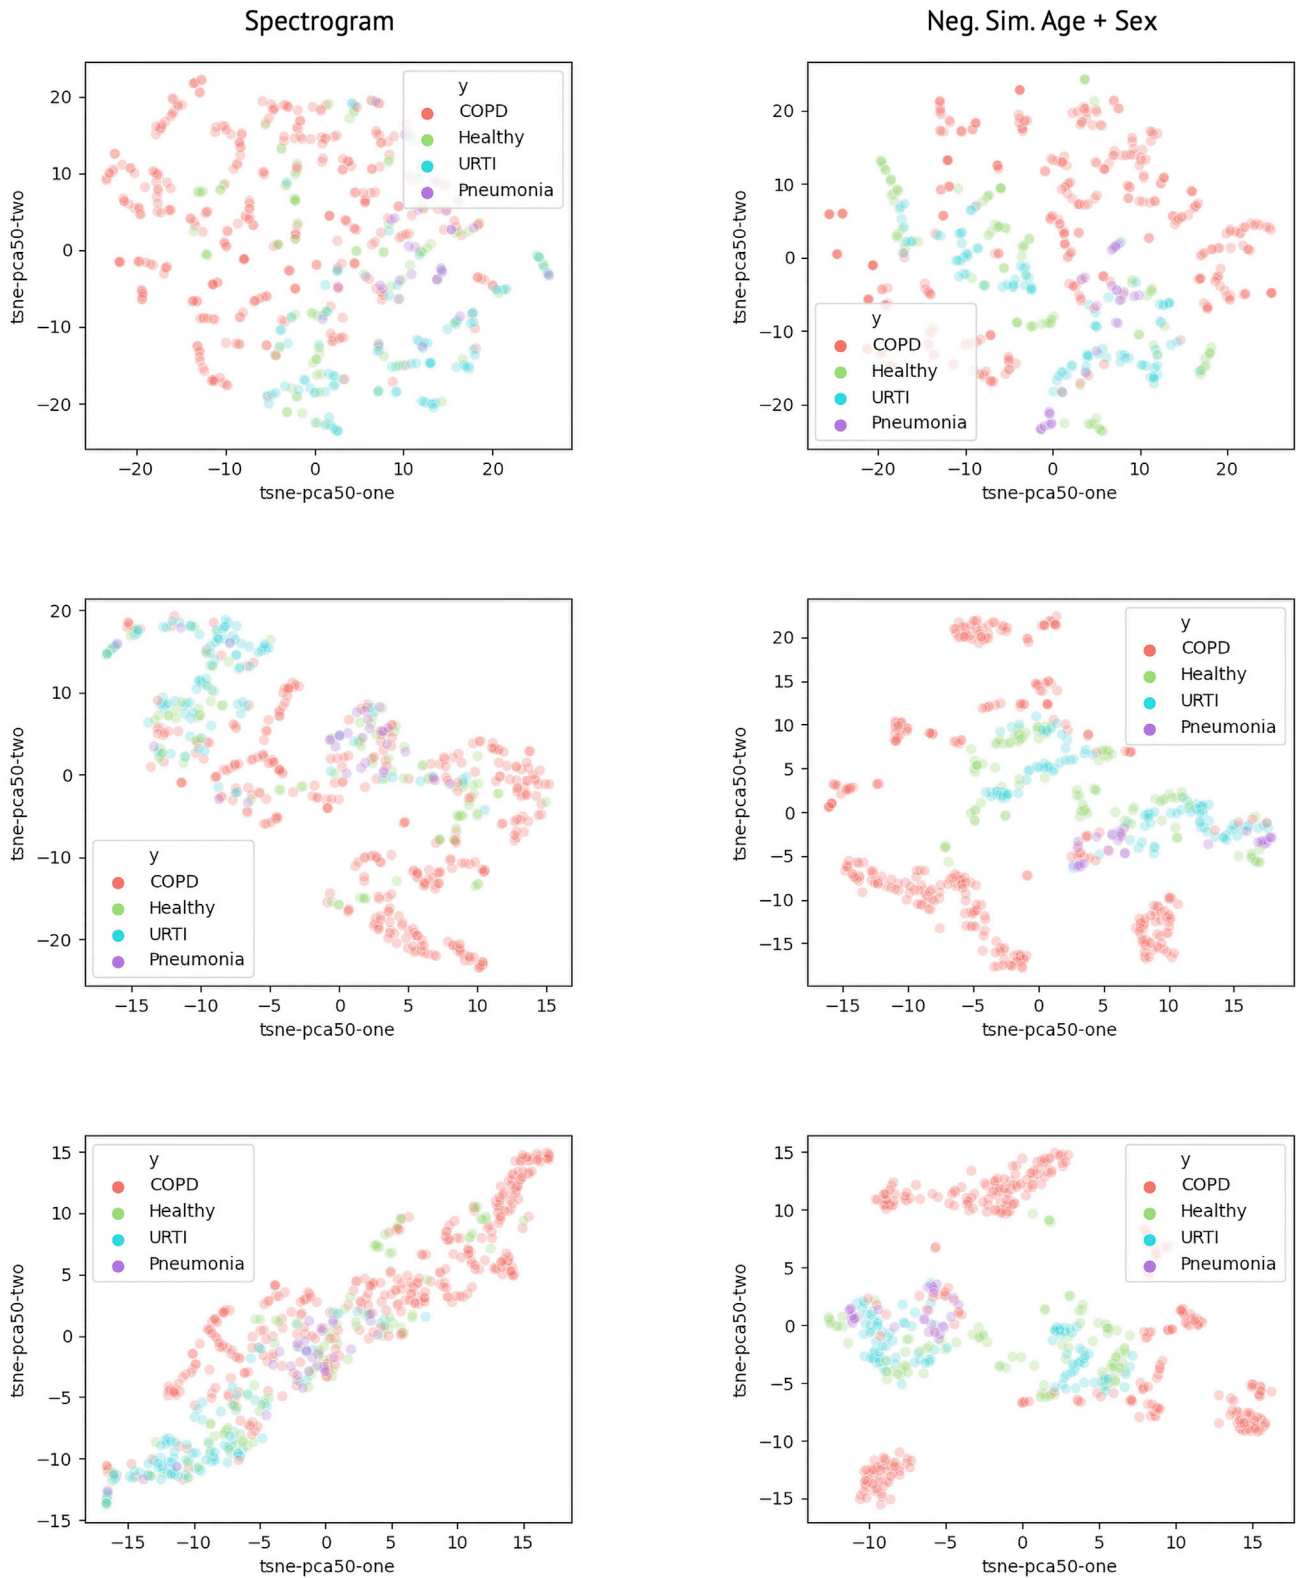 Spectrogram
Neg. Sim. Age + Sex
y
COPD
Healthy
URTI
Pneumonia
tsne-pca50-two
20
10
0
−10
−20
−20 −10 0 10 20
tsne-pca50-one
y
COPD
Healthy
URTI
Pneumonia
tsne-pca50-two
20
10
0
−10
−20
−20 −10 0 10 20
tsne-pca50-one
y
COPD
Healthy
URTI
Pneumonia
tsne-pca50-two
20
10
0
−10
−20
−15 −10 −5 0 5 10 15
tsne-pca50-one
y
COPD
Healthy
URTI
Pneumonia
tsne-pca50-two
20
15
10
5
0
−5
−10
−15
−15 −10 −5 0 5 10 15
tsne-pca50-one
y
COPD
Healthy
URTI
Pneumonia
tsne-pca50-two
15
10
5
0
−5
−10
−15
−15 −10 −5 0 5 10 15
tsne-pca50-one
y
COPD
Healthy
URTI
Pneumonia
tsne-pca50-two
15
10
5
0
−5
−10
−15
−10 −5 0 5 10 15
tsne-pca50-one